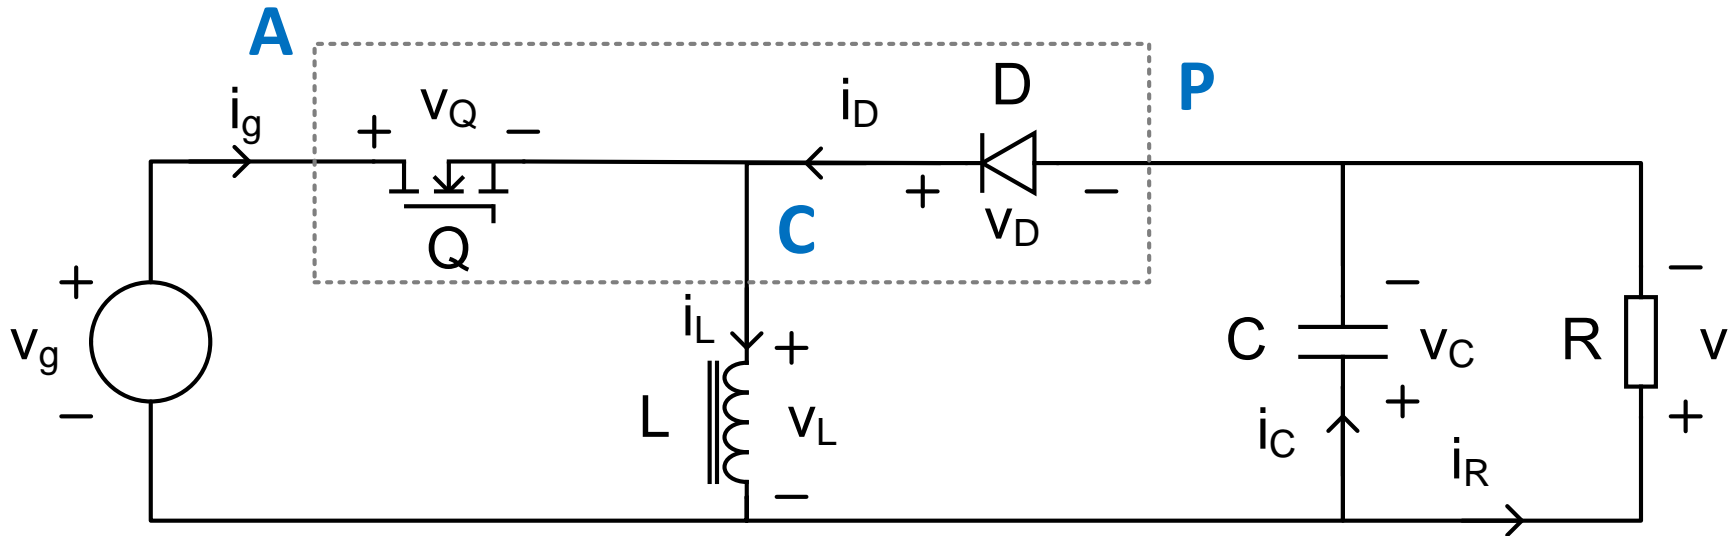 A
P
i_g
+ v_Q −
Q
i_D
D
+ v_D −
C
+
v_g
−
i_L
L
+
v_L
−
C
−
v_C
+
i_C
R
−
v
+
i_R